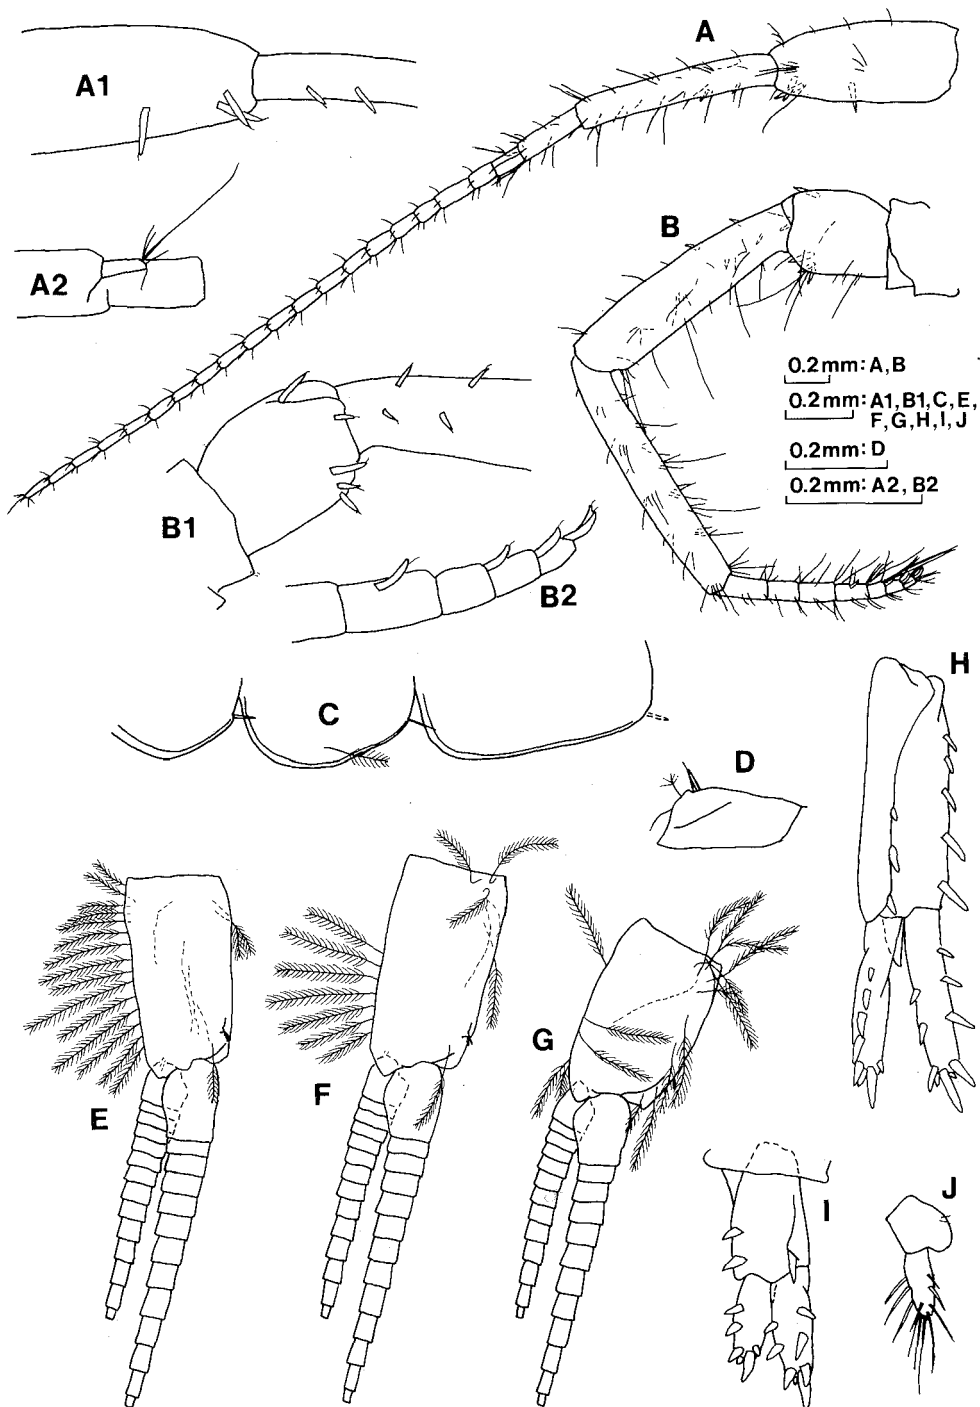 A1
A
A2
B
0.2mm: A, B
0.2mm: A1, B1, C, E,
F, G, H, I, J
0.2mm: D
0.2mm: A2, B2
B1
B2
C
H
D
E
F
G
I
J